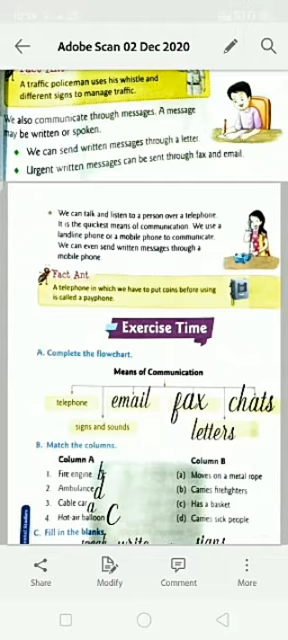 Adobe Scan 02 Dec 2020
Fact Ant
A traffic policeman uses his whistle and
different signs to manage traffic.
We also communicate through messages. A message
may be written or spoken.
We can send written messages through a letter.
Urgent written messages can be sent through fax and email.
We can talk and listen to a person over a telephone.
It is the quickest means of communication. We use a
landline phone or a mobile phone to communicate.
We can even send written messages through a
mobile phone
Fact Ant
A telephone in which we have to put coins before using
is called a payphone.
Exercise Time
A. Complete the flowchart.
Means of Communication
telephone email fax chats
signs and sounds letters
B. Match the columns.
Column A Column B
1. Fire engine b (a) Moves on a metal rope
2. Ambulance d (b) Carries firefighters
3. Cable car a (c) Has a basket
4. Hot-air balloon C (d) Carries sick people
C. Fill in the blanks.
speak write signs
Share Modify Comment More